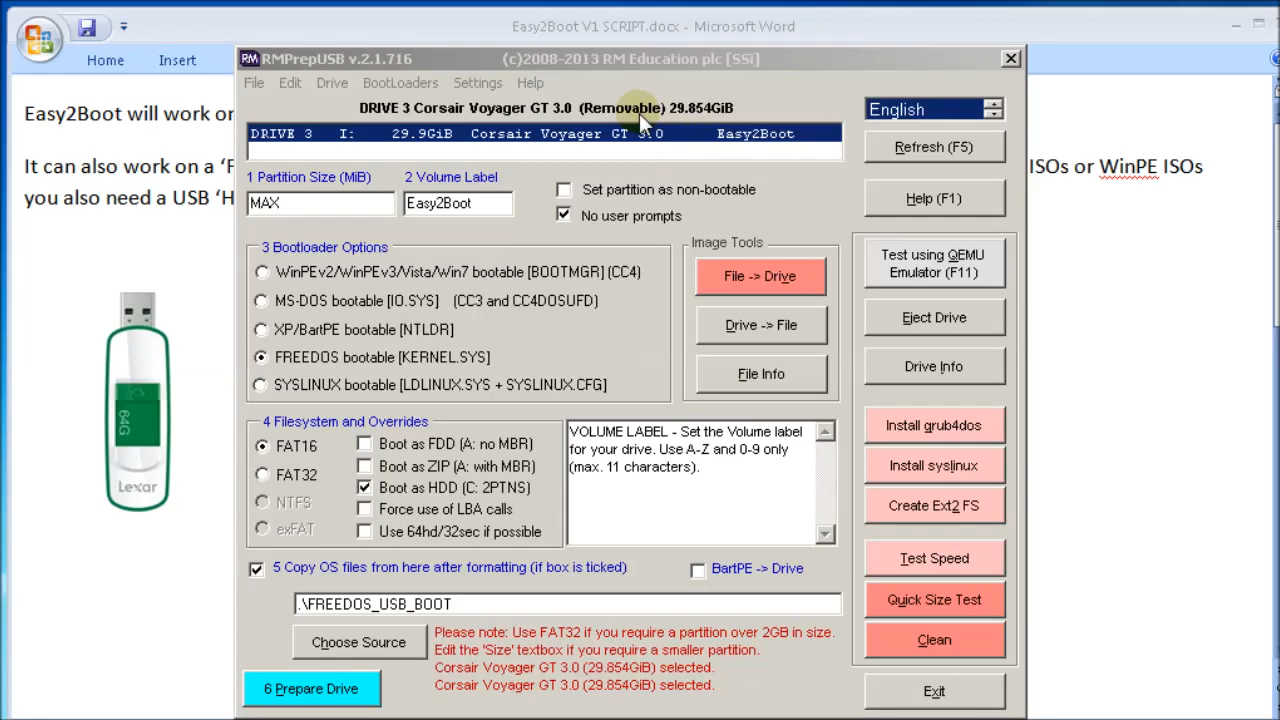 Easy2Boot V1 SCRIPT.docx - Microsoft Word
Home Insert
Easy2Boot will work or
It can also work on a 'F
ISOs or WinPE ISOs
you also need a USB 'H
64G
Lexar
RM RMPrepUSB v.2.1.716 (c)2008-2013 RM Education plc [SSi]
File Edit Drive BootLoaders Settings Help
DRIVE 3 Corsair Voyager GT 3.0 (Removable) 29.854GiB
English
DRIVE 3 I: 29.9GiB Corsair Voyager GT 3.0 Easy2Boot
Refresh (F5)
1 Partition Size (MiB) 2 Volume Label
MAX Easy2Boot
Set partition as non-bootable
No user prompts
Help (F1)
3 Bootloader Options
WinPEv2/WinPEv3/Vista/Win7 bootable [BOOTMGR] (CC4)
MS-DOS bootable [IO.SYS] (CC3 and CC4DOSUFD)
XP/BartPE bootable [NTLDR]
FREEDOS bootable [KERNEL.SYS]
SYSLINUX bootable [LDLINUX.SYS + SYSLINUX.CFG]
Image Tools
File -> Drive
Drive -> File
File Info
Test using QEMU
Emulator (F11)
Eject Drive
Drive Info
4 Filesystem and Overrides
FAT16
FAT32
NTFS
exFAT
Boot as FDD (A: no MBR)
Boot as ZIP (A: with MBR)
Boot as HDD (C: 2PTNS)
Force use of LBA calls
Use 64hd/32sec if possible
VOLUME LABEL - Set the Volume label
for your drive. Use A-Z and 0-9 only
(max. 11 characters).
Install grub4dos
Install syslinux
Create Ext2 FS
Test Speed
Quick Size Test
Clean
5 Copy OS files from here after formatting (if box is ticked)
BartPE -> Drive
.\FREEDOS_USB_BOOT
Choose Source
Please note: Use FAT32 if you require a partition over 2GB in size.
Edit the 'Size' textbox if you require a smaller partition.
Corsair Voyager GT 3.0 (29.854GiB) selected.
Corsair Voyager GT 3.0 (29.854GiB) selected.
6 Prepare Drive
Exit